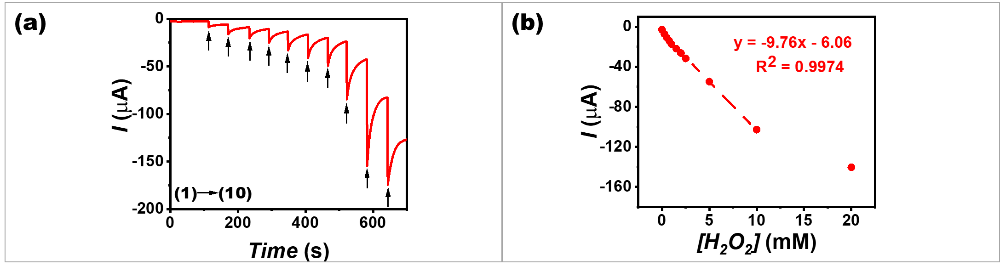 (a)
0
-50
-100
-150
-200
I (μA)
(1)→(10)
0 200 400 600
Time (s)
(b)
0
-40
-80
-120
-160
I (μA)
y = -9.76x - 6.06
R² = 0.9974
0 5 10 15 20
[H₂O₂] (mM)